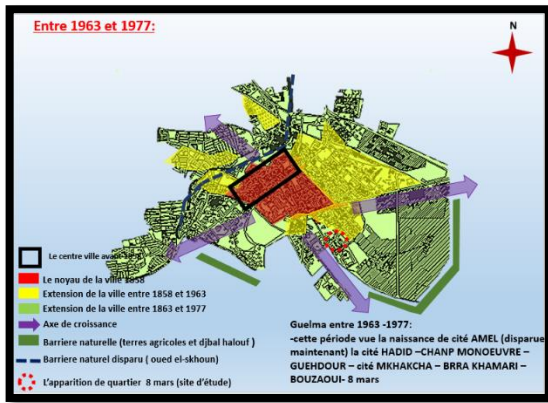 Entre 1963 et 1977:
N
Le centre ville avant
Le noyau de la ville 1858
Extension de la ville entre 1858 et 1963
Extension de la ville entre 1863 et 1977
Axe de croissance
Barriere naturelle (terres agricoles et djbal halouf )
Barriere naturel disparu ( oued el-skhoun)
L'apparition de quartier 8 mars (site d'étude)
Guelma entre 1963 -1977:
-cette période vue la naissance de cité AMEL (disparue
maintenant) la cité HADID –CHANP MONOEUVRE –
GUEHDOUR – cité MKHAKCHA – BRRA KHAMARI –
BOUZAOUI- 8 mars